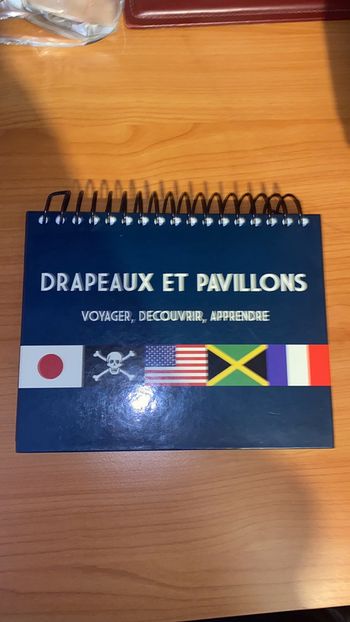 DRAPEAUX ET PAVILLONS
VOYAGER, DECOUVRIR, APPRENDRE